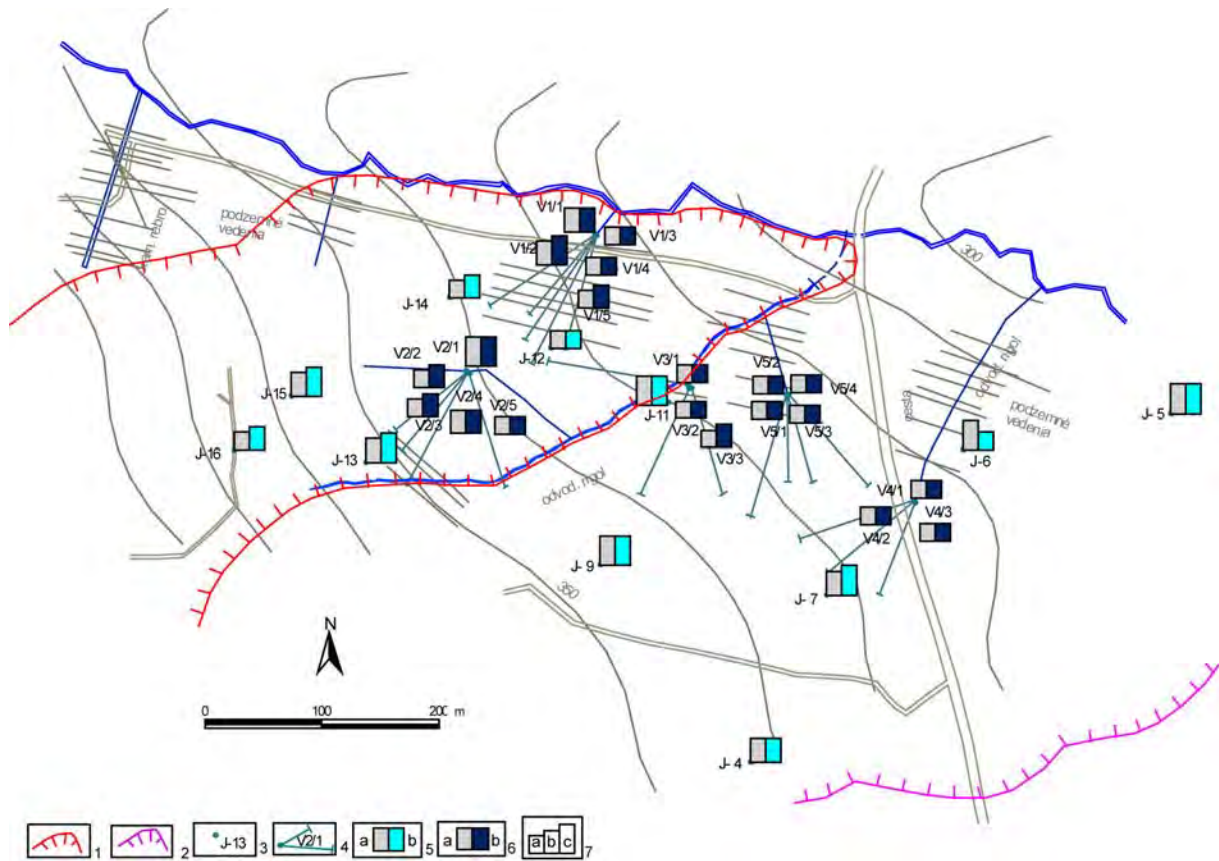 300
V1/1
V1/3
V1/2
podzemné
vedenia
V1/4
J-14
V1/5
J-12
V2/1
V2/2
V3/1
V5/2
V5/4
J-15
V2/4
V2/5
J-11
J-5
V2/3
V3/2
V5/1
V5/3
cesta
odvod. rigol
podzemné
vedenia
J-16
J-13
V3/3
J-6
V4/1
odvod. rigol
V4/3
V4/2
J-9
J-7
350
N
0 100 200 m
J-4
1
2
J-13 3
V2/1 4
a b 5
a b 6
a b c 7